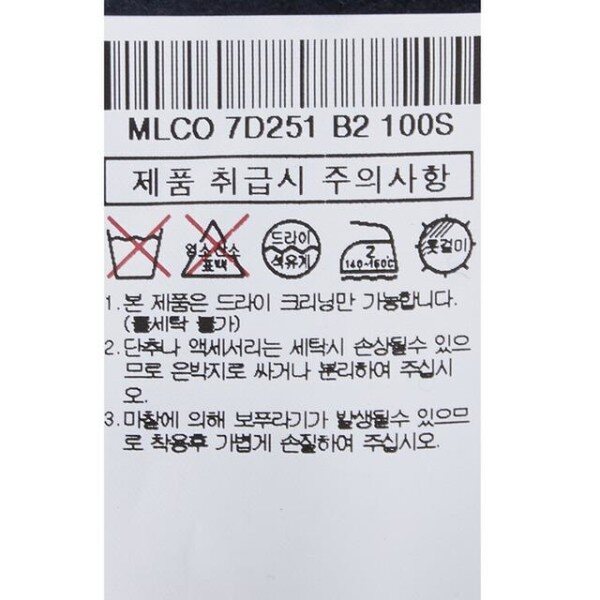 MLCO 7D251 B2 100S
제품 취급시 주의사항
염소 산소 드라이 2 옷걸이
표백 석유계 140~160℃
1. 본 제품은 드라이 크리닝만 가능합니다.
(물세탁 불가)
2. 단추나 액세서리는 세탁시 손상될수 있으
므로 은박지로 싸거나 분리하여 주십시
오.
3. 마찰에 의해 보푸라기가 발생될수 있으므
로 착용후 가볍게 손질하여 주십시오.